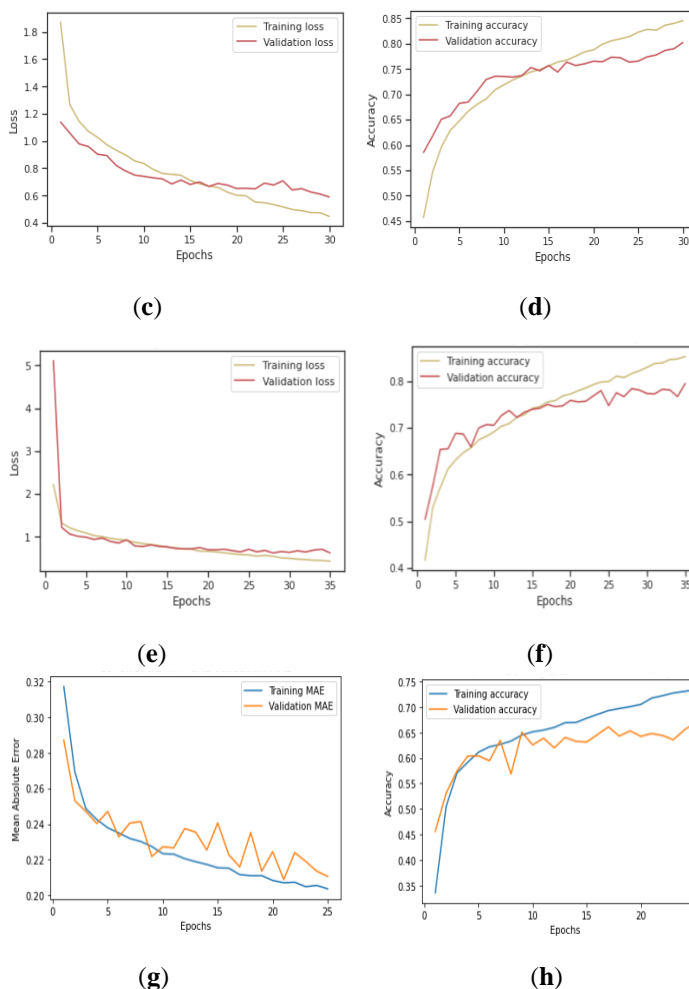 1.8
1.6
1.4
1.2
1.0
0.8
0.6
0.4
Loss
Training loss
Validation loss
0 5 10 15 20 25 30
Epochs
(c)
0.85
0.80
0.75
0.70
0.65
0.60
0.55
0.50
0.45
Accuracy
Training accuracy
Validation accuracy
0 5 10 15 20 25 30
Epochs
(d)
5
4
3
2
1
Loss
Training loss
Validation loss
0 5 10 15 20 25 30 35
Epochs
(e)
0.8
0.7
0.6
0.5
0.4
Accuracy
Training accuracy
Validation accuracy
0 5 10 15 20 25 30 35
Epochs
(f)
0.32
0.30
0.28
0.26
0.24
0.22
0.20
Mean Absolute Error
Training MAE
Validation MAE
0 5 10 15 20 25
Epochs
(g)
0.75
0.70
0.65
0.60
0.55
0.50
0.45
0.40
0.35
Accuracy
Training accuracy
Validation accuracy
0 5 10 15 20
Epochs
(h)